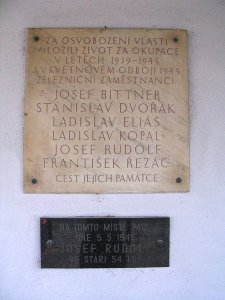 ZA OSVOBOZENÍ VLASTI
POLOŽILI ŽIVOT ZA OKUPACE
V LETECH 1939-1945
A V KVĚTNOVÉM ODBOJI 1945
ŽELEZNIČNÍ ZAMĚSTNANCI
JOSEF BITTNER
STANISLAV DVOŘÁK
LADISLAV ELIÁŠ
LADISLAV KOPAL
JOSEF RUDOLF
FRANTIŠEK ŘEZÁČ
ČEST JEJICH PAMÁTCE
NA TOMTO MÍSTĚ PADL
DNE 5.5.1945
JOSEF RUDOLF
VE STÁŘÍ 54 LET